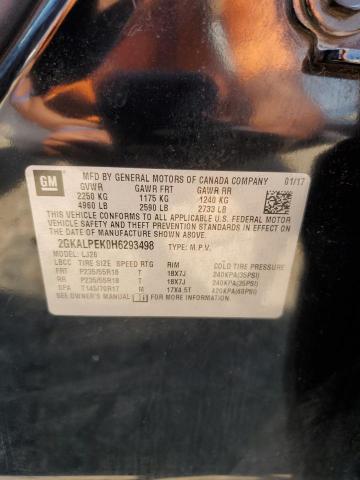 GM
MFD BY GENERAL MOTORS OF CANADA COMPANY 01/17
GVWR GAWR FRT GAWR RR
2250 KG 1175 KG 1240 KG
4960 LB 2590 LB 2733 LB
THIS VEHICLE CONFORMS TO ALL APPLICABLE U.S. FEDERAL MOTOR VEHICLE SAFETY, BUMPER, AND THEFT PREVENTION STANDARDS IN EFFECT ON THE DATE OF MANUFACTURE SHOWN ABOVE.
2GKALPEK0H6293498 TYPE: M.P.V.
MODEL: LJ26
LBCC TIRE SIZE SPEED RTG RIM COLD TIRE PRESSURE
FRT P235/55R18 T 18X7J 240KPA(35PSI)
RR P235/55R18 T 18X7J 240KPA(35PSI)
SPA T145/70R17 M 17X4.5T 420KPA(60PSI)
SEE OWNER'S MANUAL FOR MORE INFORMATION.